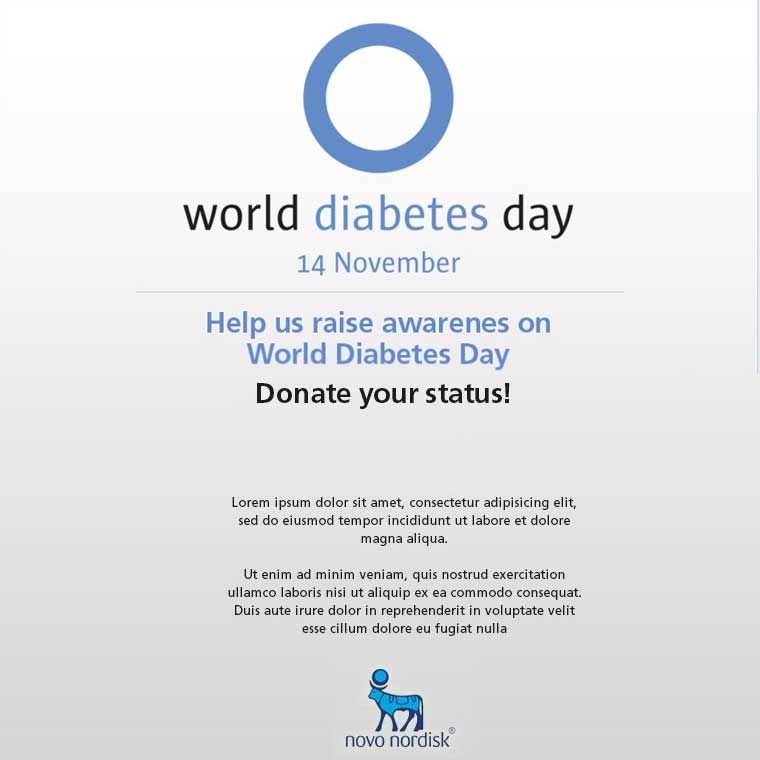 world diabetes day
14 November
Help us raise awarenes on
World Diabetes Day
Donate your status!
Lorem ipsum dolor sit amet, consectetur adipisicing elit,
sed do eiusmod tempor incididunt ut labore et dolore
magna aliqua.
Ut enim ad minim veniam, quis nostrud exercitation
ullamco laboris nisi ut aliquip ex ea commodo consequat.
Duis aute irure dolor in reprehenderit in voluptate velit
esse cillum dolore eu fugiat nulla
novo nordisk®